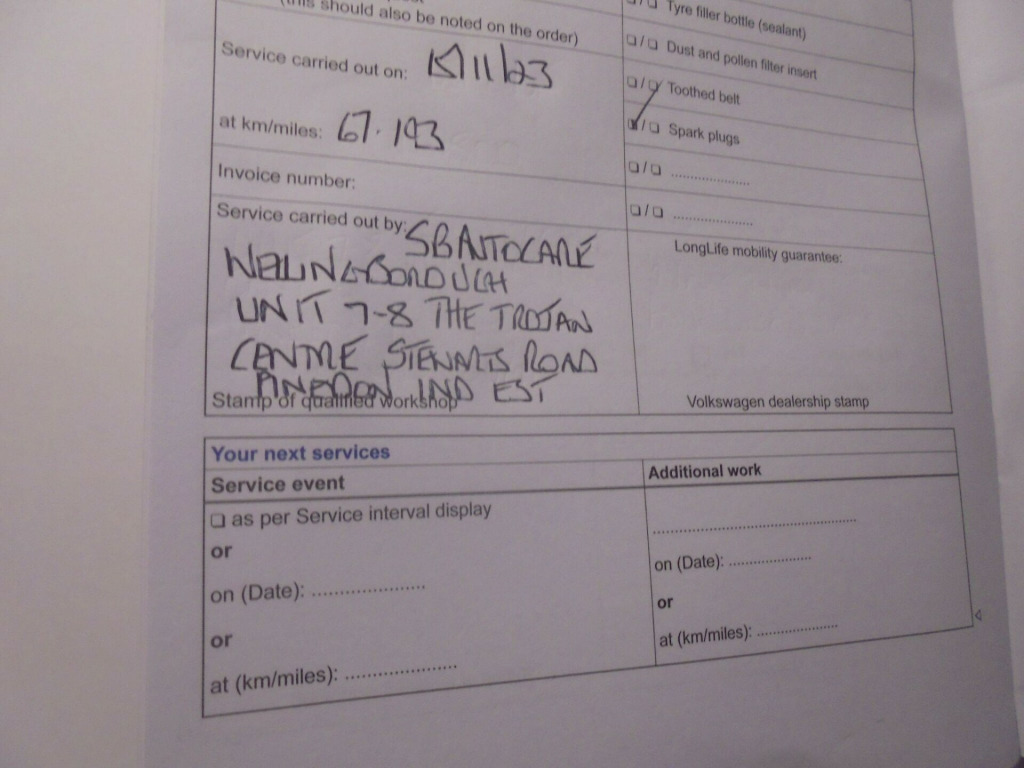 (this should also be noted on the order)
Service carried out on: 15/11/23
at km/miles: 67.193
Invoice number:
Service carried out by: SB AUTOCARE
WELLINGBOROUGH
UNIT 7-8 THE TROJAN
CENTRE STEWARTS ROAD
FINEDON IND EST
Stamp of qualified workshop
❑/❑ Tyre filler bottle (sealant)
❑/❑ Dust and pollen filter insert
❑/❑ Toothed belt
❑/❑ Spark plugs
❑/❑ ....................
❑/❑ ....................
LongLife mobility guarantee:
Volkswagen dealership stamp
Your next services
Service event
❑ as per Service interval display
or
on (Date): ....................
or
at (km/miles): ....................
Additional work
..................................................
on (Date): ....................
or
at (km/miles): ....................